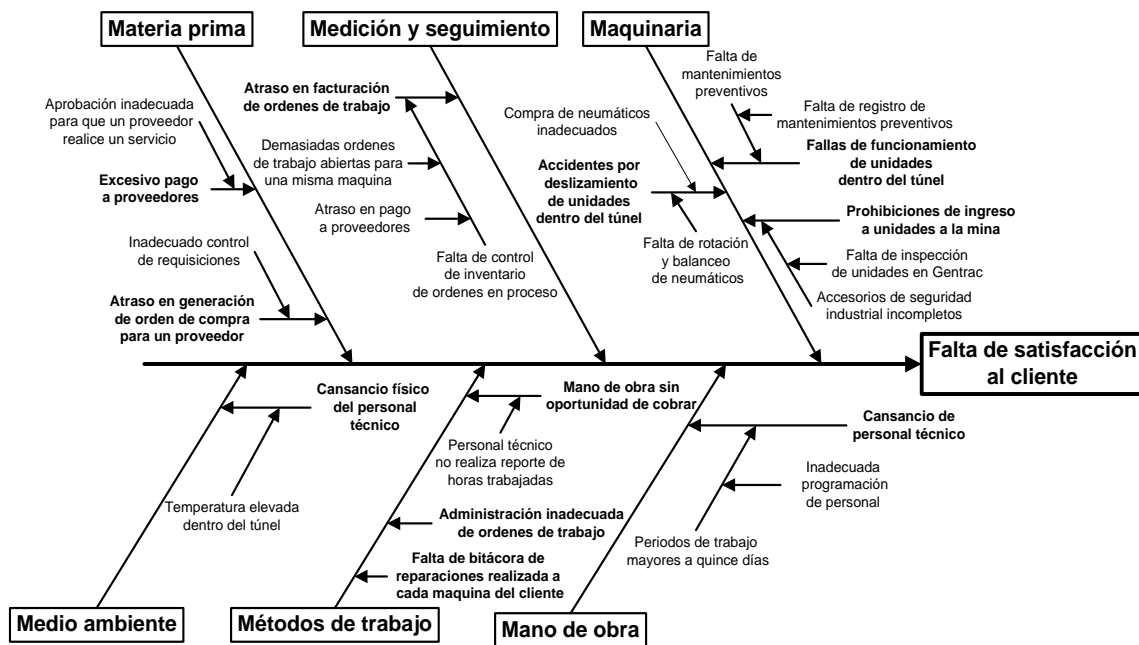 Materia prima
Medición y seguimiento
Maquinaria
Aprobación inadecuada
para que un proveedor
realice un servicio
Excesivo pago
a proveedores
Inadecuado control
de requisiciones
Atraso en generación
de orden de compra
para un proveedor
Atraso en facturación
de ordenes de trabajo
Demasiadas ordenes
de trabajo abiertas para
una misma maquina
Atraso en pago
a proveedores
Falta de control
de inventario
de ordenes en proceso
Falta de
mantenimientos
preventivos
Compra de neumáticos
inadecuados
Falta de registro de
mantenimientos preventivos
Fallas de funcionamiento
de unidades
dentro del túnel
Accidentes por
deslizamiento
de unidades
dentro del túnel
Prohibiciones de ingreso
a unidades a la mina
Falta de rotación
y balanceo
de neumáticos
Falta de inspección
de unidades en Gentrac
Accesorios de seguridad
industrial incompletos
Falta de satisfacción
al cliente
Cansancio físico
del personal
técnico
Temperatura elevada
dentro del túnel
Mano de obra sin
oportunidad de cobrar
Personal técnico
no realiza reporte de
horas trabajadas
Administración inadecuada
de ordenes de trabajo
Falta de bitácora de
reparaciones realizada a
cada maquina del cliente
Cansancio de
personal técnico
Inadecuada
programación
de personal
Periodos de trabajo
mayores a quince días
Medio ambiente
Métodos de trabajo
Mano de obra